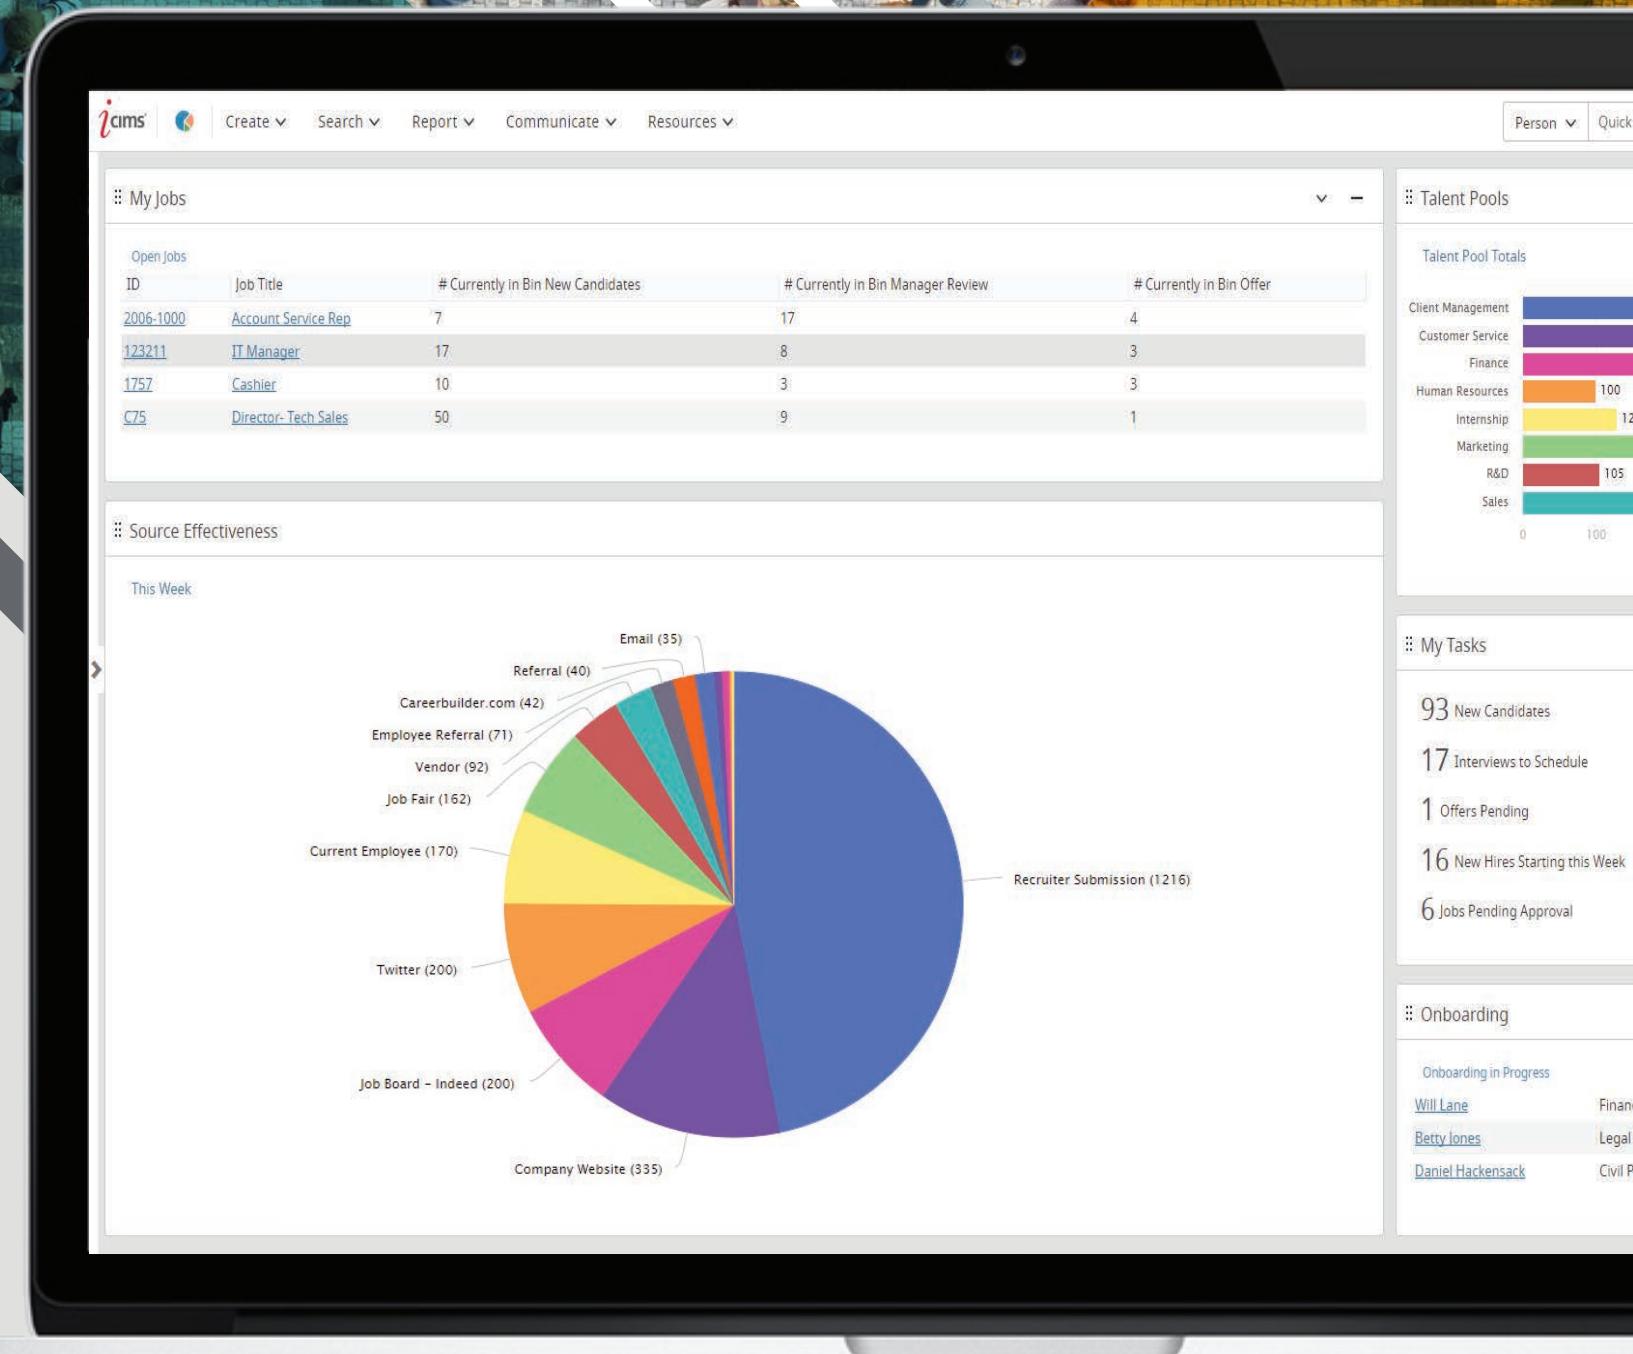 icims
Create Search Report Communicate Resources
Person Quick
My Jobs
Open Jobs
ID Job Title # Currently in Bin New Candidates # Currently in Bin Manager Review # Currently in Bin Offer
2006-1000 Account Service Rep 7 17 4
123211 IT Manager 17 8 3
1757 Cashier 10 3 3
C75 Director- Tech Sales 50 9 1
Source Effectiveness
This Week
Email (35)
Referral (40)
Careerbuilder.com (42)
Employee Referral (71)
Vendor (92)
Job Fair (162)
Current Employee (170)
Recruiter Submission (1216)
Twitter (200)
Job Board - Indeed (200)
Company Website (335)
Talent Pools
Talent Pool Totals
Client Management
Customer Service
Finance
Human Resources 100
Internship 12
Marketing
R&D 105
Sales
0 100
My Tasks
93 New Candidates
17 Interviews to Schedule
1 Offers Pending
16 New Hires Starting this Week
6 Jobs Pending Approval
Onboarding
Onboarding in Progress
Will Lane Finan
Betty Jones Legal
Daniel Hackensack Civil P